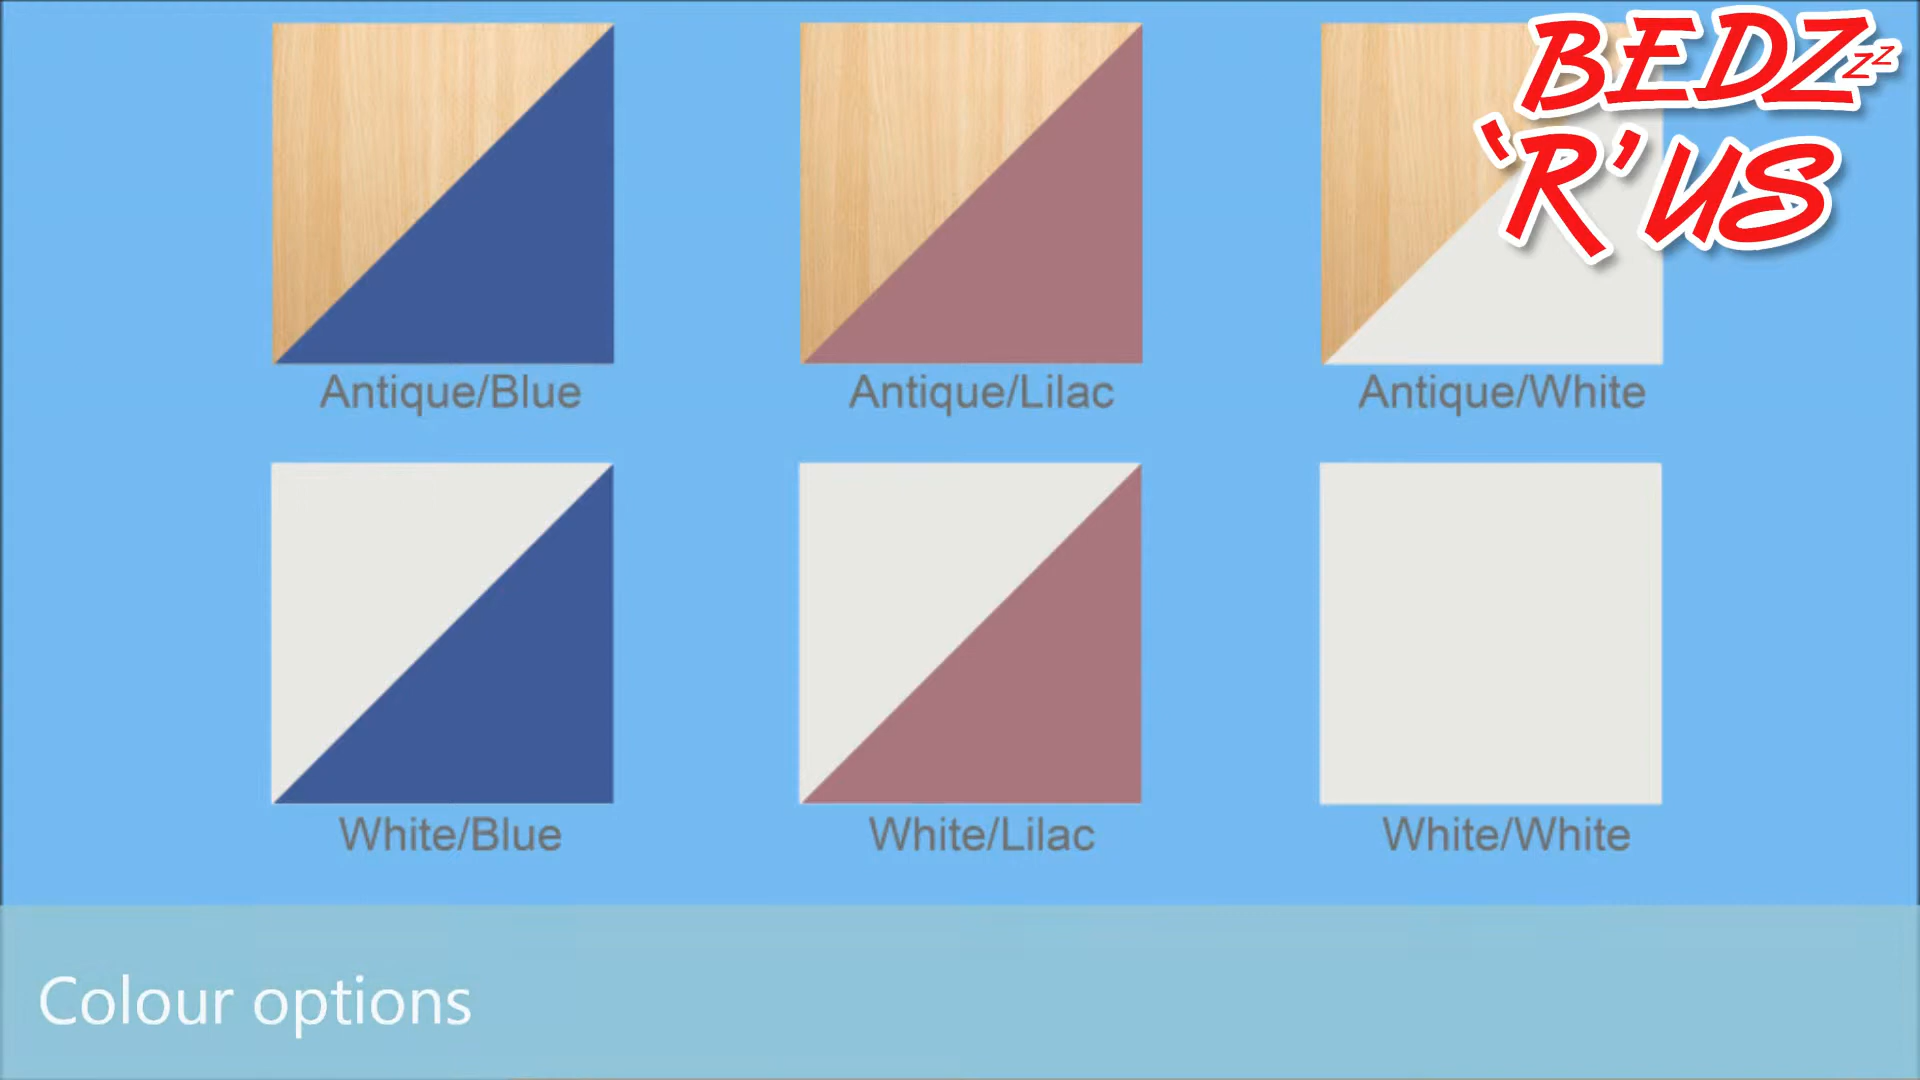 BEDZzz
'R' US
Antique/Blue
Antique/Lilac
Antique/White
White/Blue
White/Lilac
White/White
Colour options